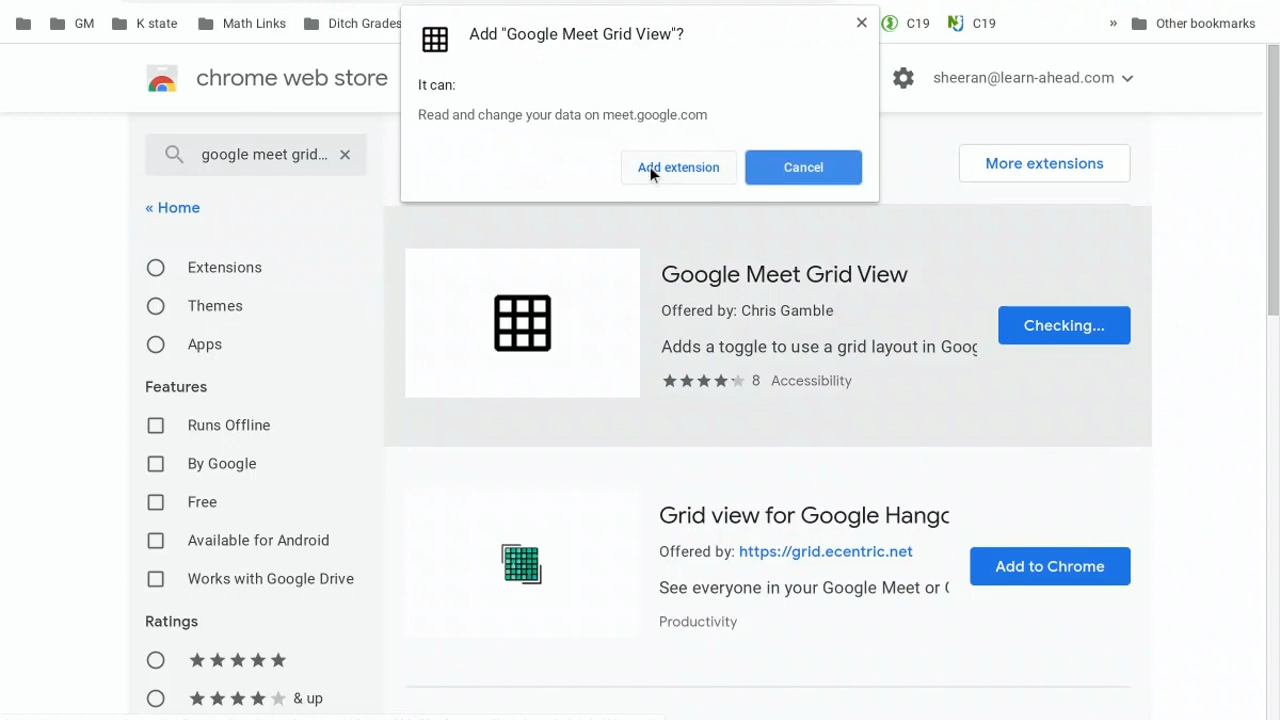 GM
K state
Math Links
Ditch Grades
C19
C19
»
Other bookmarks
Add "Google Meet Grid View"?
It can:
Read and change your data on meet.google.com
Add extension
Cancel
chrome web store
sheeran@learn-ahead.com
google meet grid...
More extensions
« Home
Extensions
Themes
Apps
Features
Runs Offline
By Google
Free
Available for Android
Works with Google Drive
Ratings
& up
Google Meet Grid View
Offered by: Chris Gamble
Adds a toggle to use a grid layout in Goog
8 Accessibility
Checking...
Grid view for Google Hango
Offered by: https://grid.ecentric.net
See everyone in your Google Meet or
Productivity
Add to Chrome